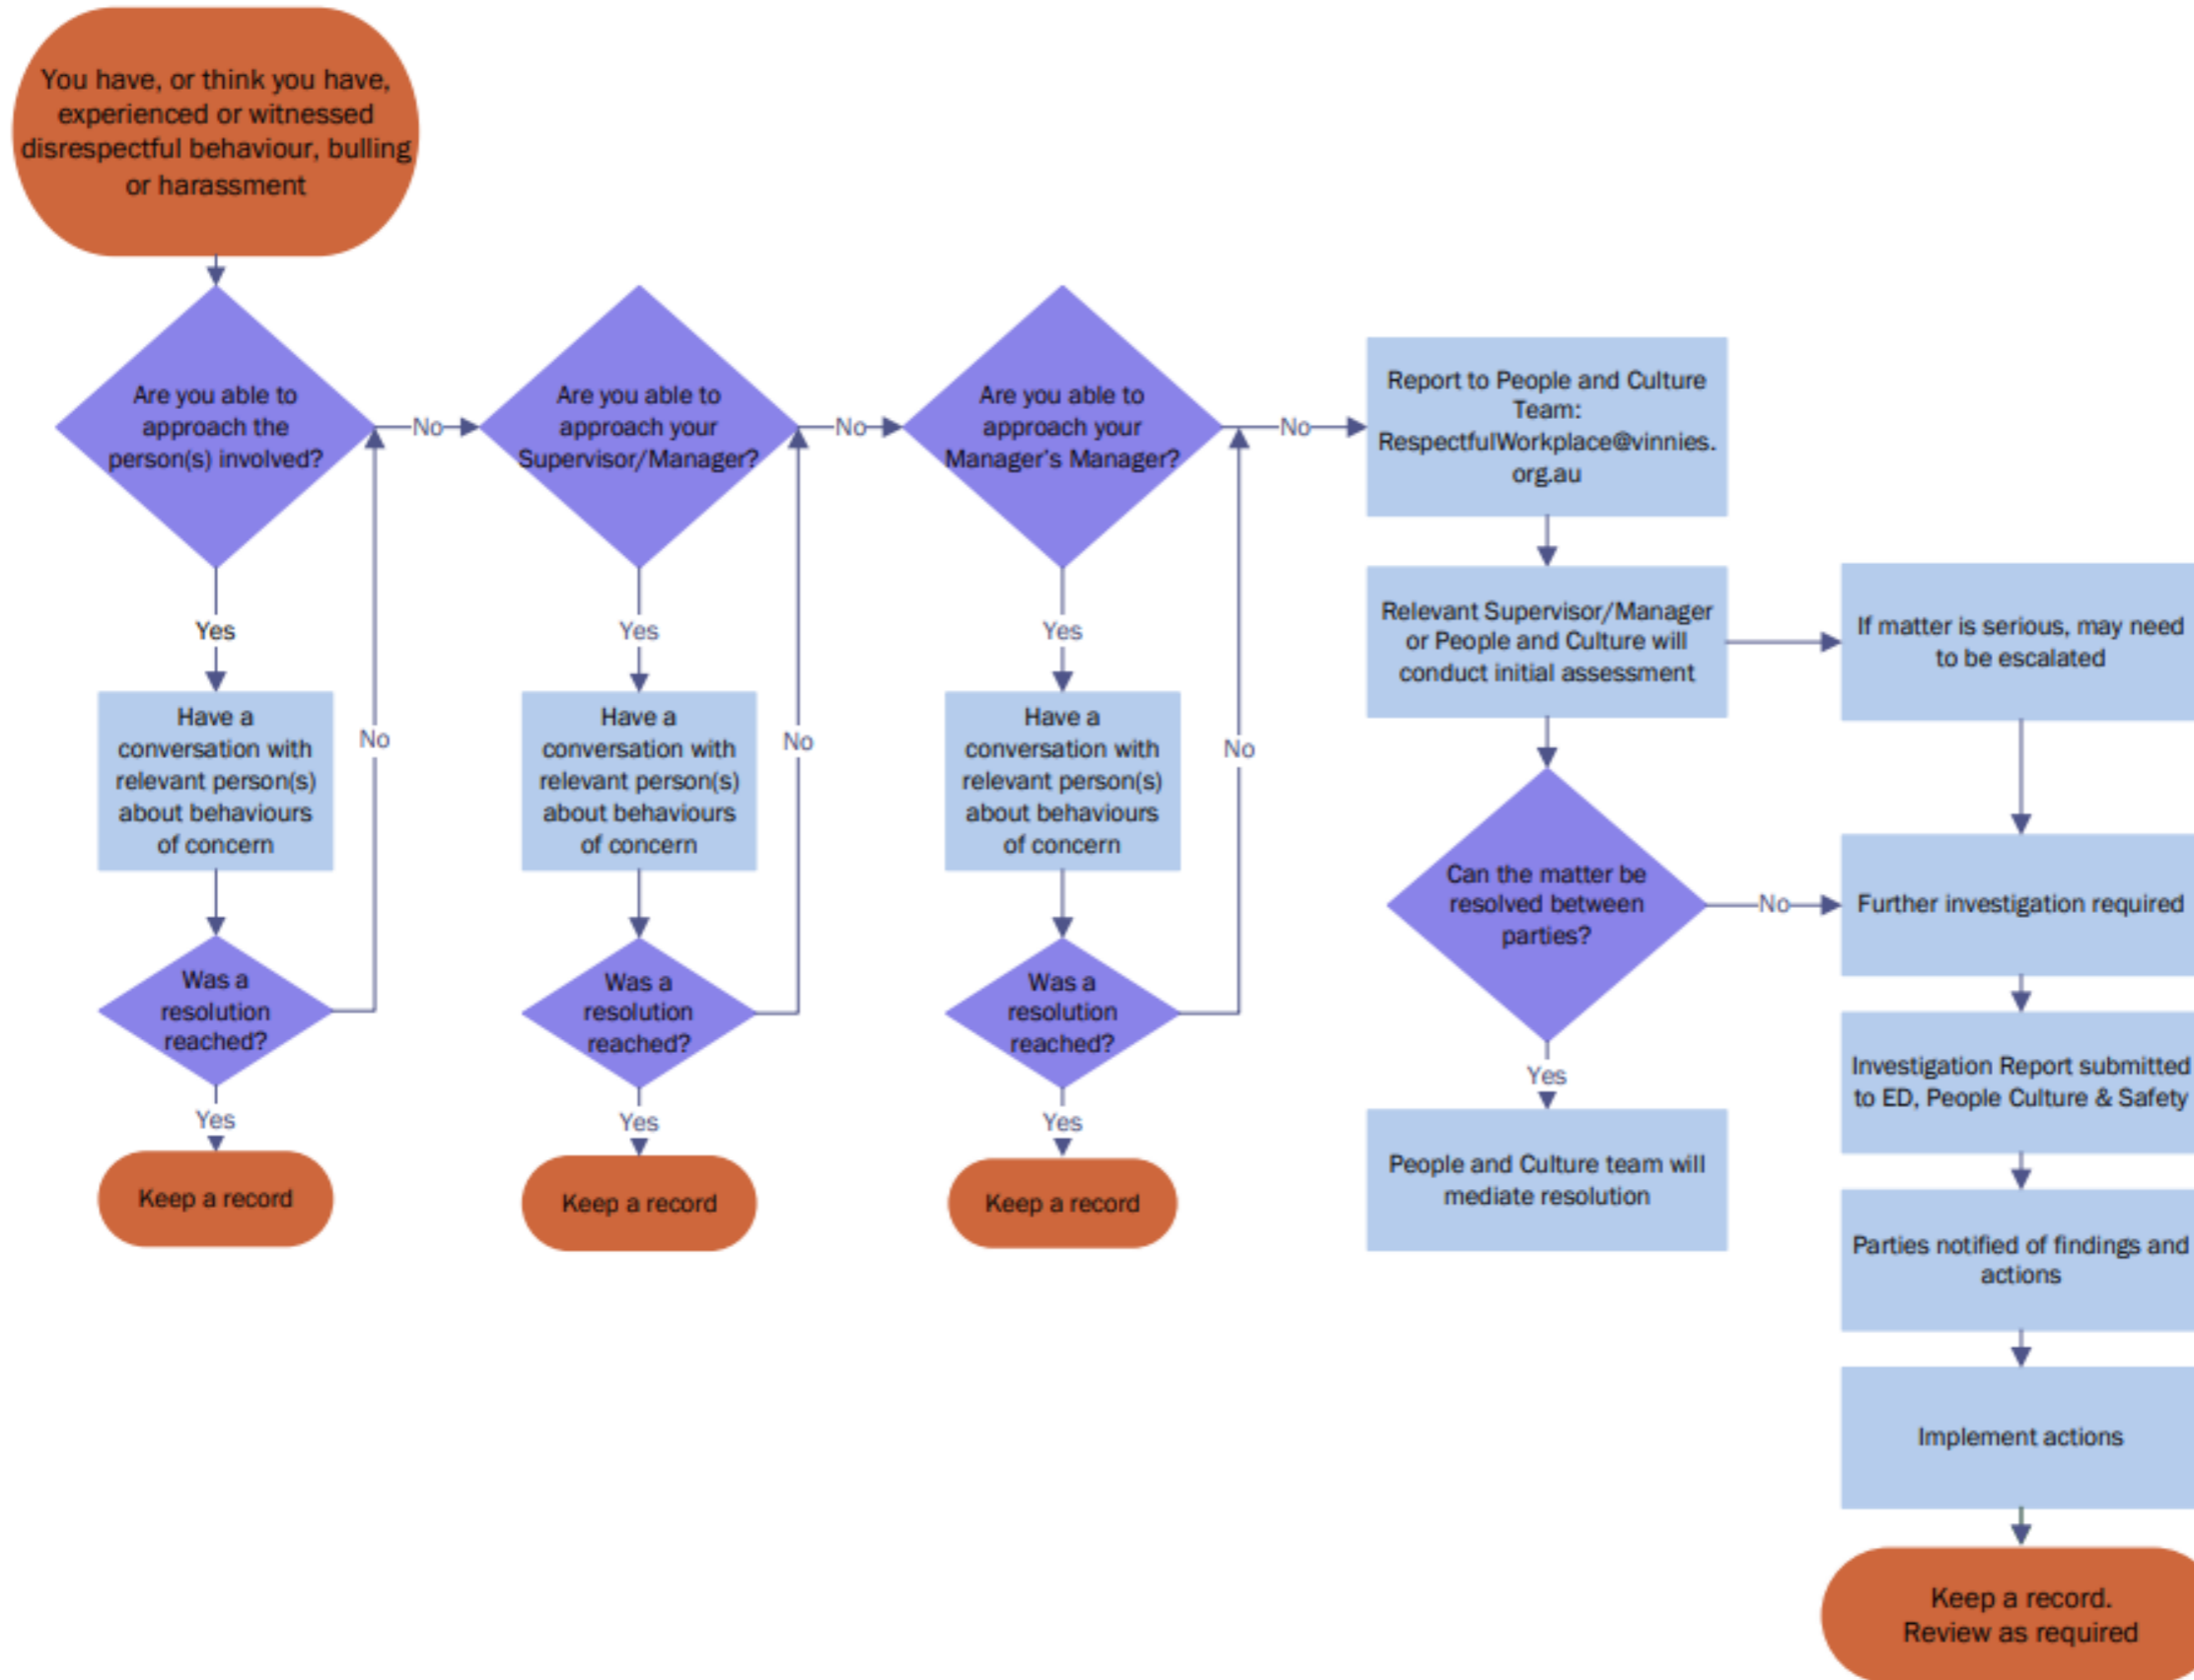 You have, or think you have,
experienced or witnessed
disrespectful behaviour, bulling
or harassment
Are you able to
approach the
person(s) involved?
No
Are you able to
approach your
Supervisor/Manager?
No
Are you able to
approach your
Manager's Manager?
No
Report to People and Culture
Team:
RespectfulWorkplace@vinnies.
org.au
Yes
Have a
conversation with
relevant person(s)
about behaviours
of concern
No
Was a
resolution
reached?
Yes
Keep a record
Yes
Have a
conversation with
relevant person(s)
about behaviours
of concern
No
Was a
resolution
reached?
Yes
Keep a record
Yes
Have a
conversation with
relevant person(s)
about behaviours
of concern
No
Was a
resolution
reached?
Yes
Keep a record
Relevant Supervisor/Manager
or People and Culture will
conduct initial assessment
If matter is serious, may need
to be escalated
Can the matter be
resolved between
parties?
No
Further investigation required
Yes
People and Culture team will
mediate resolution
Investigation Report submitted
to ED, People Culture & Safety
Parties notified of findings and
actions
Implement actions
Keep a record.
Review as required